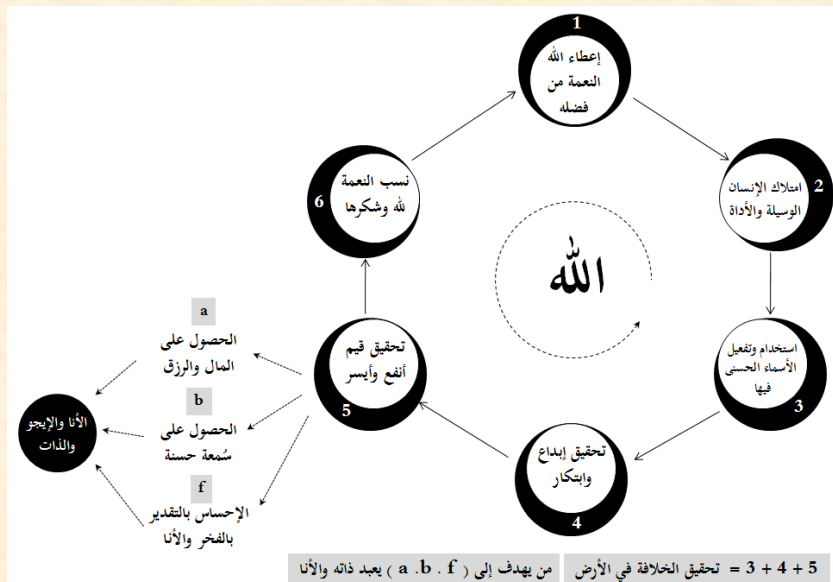 1
إعطاء الله
النعمة من
فضله
2
امتلاك الإنسان
الوسيلة والأداة
استخدام وتفعيل
الأسماء الحسنى
فيها
3
تحقيق إبداع
وابتكار
4
تحقيق قيم
أنفع وأيسر
5
نسب النعمة
لله وشكرها
6
الله
a
الحصول على
المال والرزق
b
الحصول على
سُمعة حسنة
f
الإحساس بالتقدير
بالفخر والأنا
الأنا والإيجو
والذات
5 + 4 + 3 = تحقيق الخلافة في الأرض
من يهدف إلى ( a .b . f ) يعبد ذاته والأنا